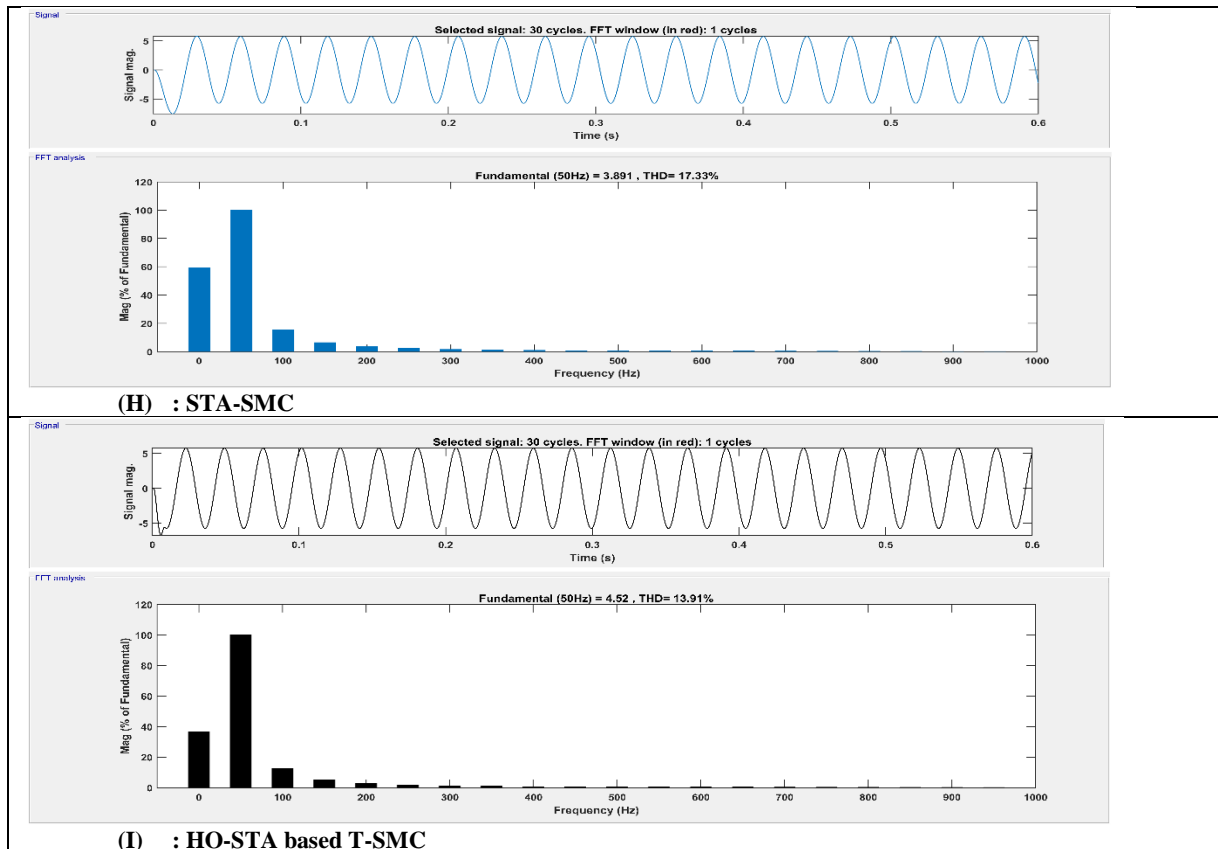 Signal
Selected signal: 30 cycles. FFT window (in red): 1 cycles
Signal mag.
5
0
-5
0 0.1 0.2 0.3 0.4 0.5 0.6
Time (s)
FFT analysis
Fundamental (50Hz) = 3.891 , THD= 17.33%
Mag (% of Fundamental)
120
100
80
60
40
20
0
0 100 200 300 400 500 600 700 800 900 1000
Frequency (Hz)
(H) : STA-SMC
Signal
Selected signal: 30 cycles. FFT window (in red): 1 cycles
Signal mag.
5
0
-5
0 0.1 0.2 0.3 0.4 0.5 0.6
Time (s)
FFT analysis
Fundamental (50Hz) = 4.52 , THD= 13.91%
Mag (% of Fundamental)
120
100
80
60
40
20
0
0 100 200 300 400 500 600 700 800 900 1000
Frequency (Hz)
(I) : HO-STA based T-SMC